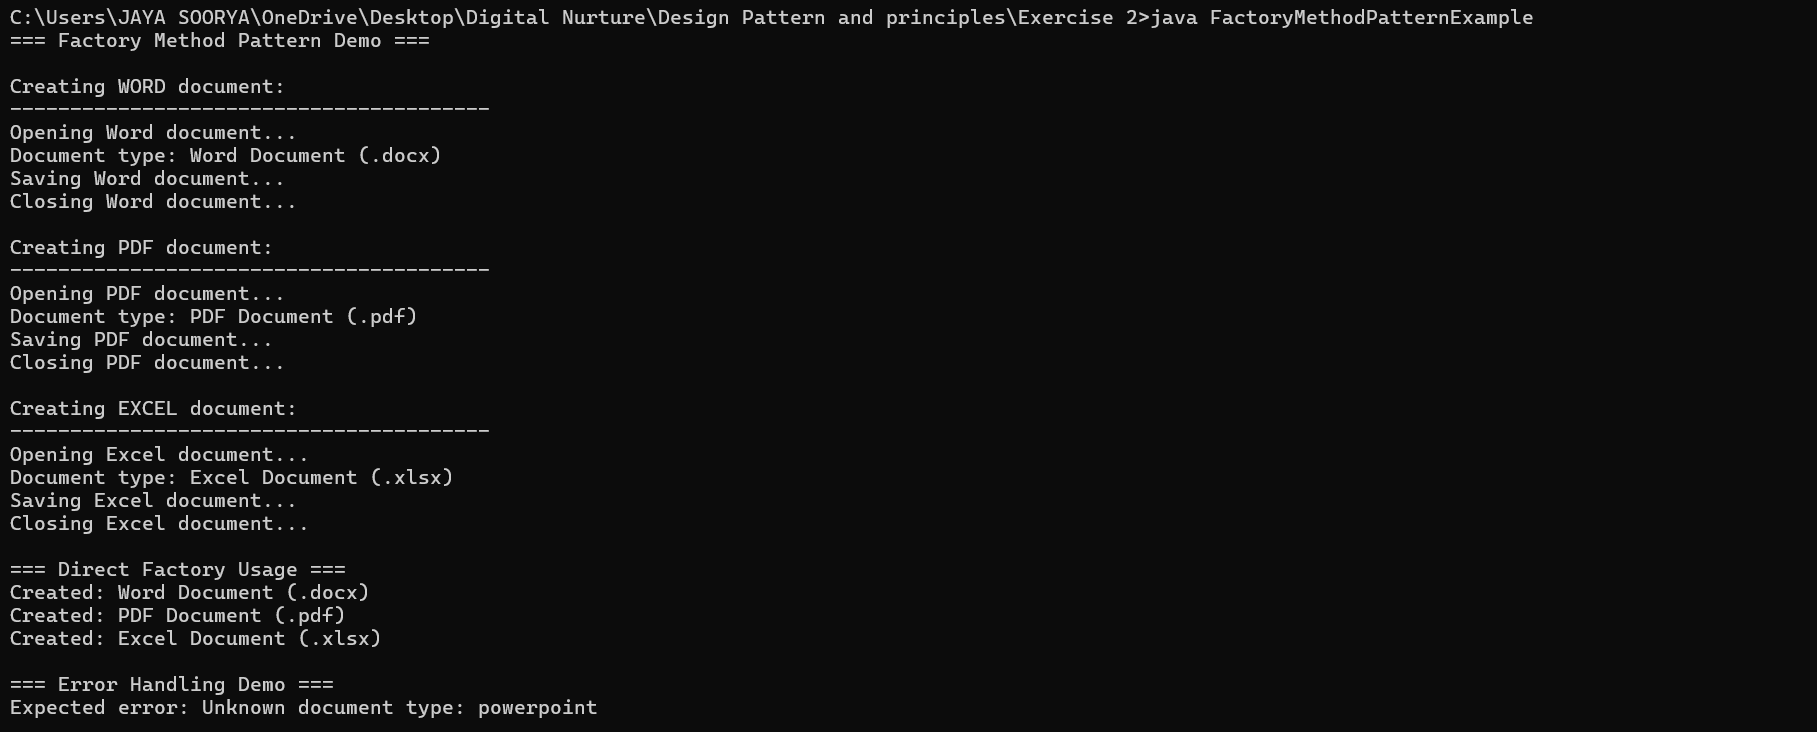 C:\Users\JAYA SOORYA\OneDrive\Desktop\Digital Nurture\Design Pattern and principles\Exercise 2>java FactoryMethodPatternExample
=== Factory Method Pattern Demo ===
Creating WORD document:
----------------------------------------
Opening Word document...
Document type: Word Document (.docx)
Saving Word document...
Closing Word document...
Creating PDF document:
----------------------------------------
Opening PDF document...
Document type: PDF Document (.pdf)
Saving PDF document...
Closing PDF document...
Creating EXCEL document:
----------------------------------------
Opening Excel document...
Document type: Excel Document (.xlsx)
Saving Excel document...
Closing Excel document...
=== Direct Factory Usage ===
Created: Word Document (.docx)
Created: PDF Document (.pdf)
Created: Excel Document (.xlsx)
=== Error Handling Demo ===
Expected error: Unknown document type: powerpoint